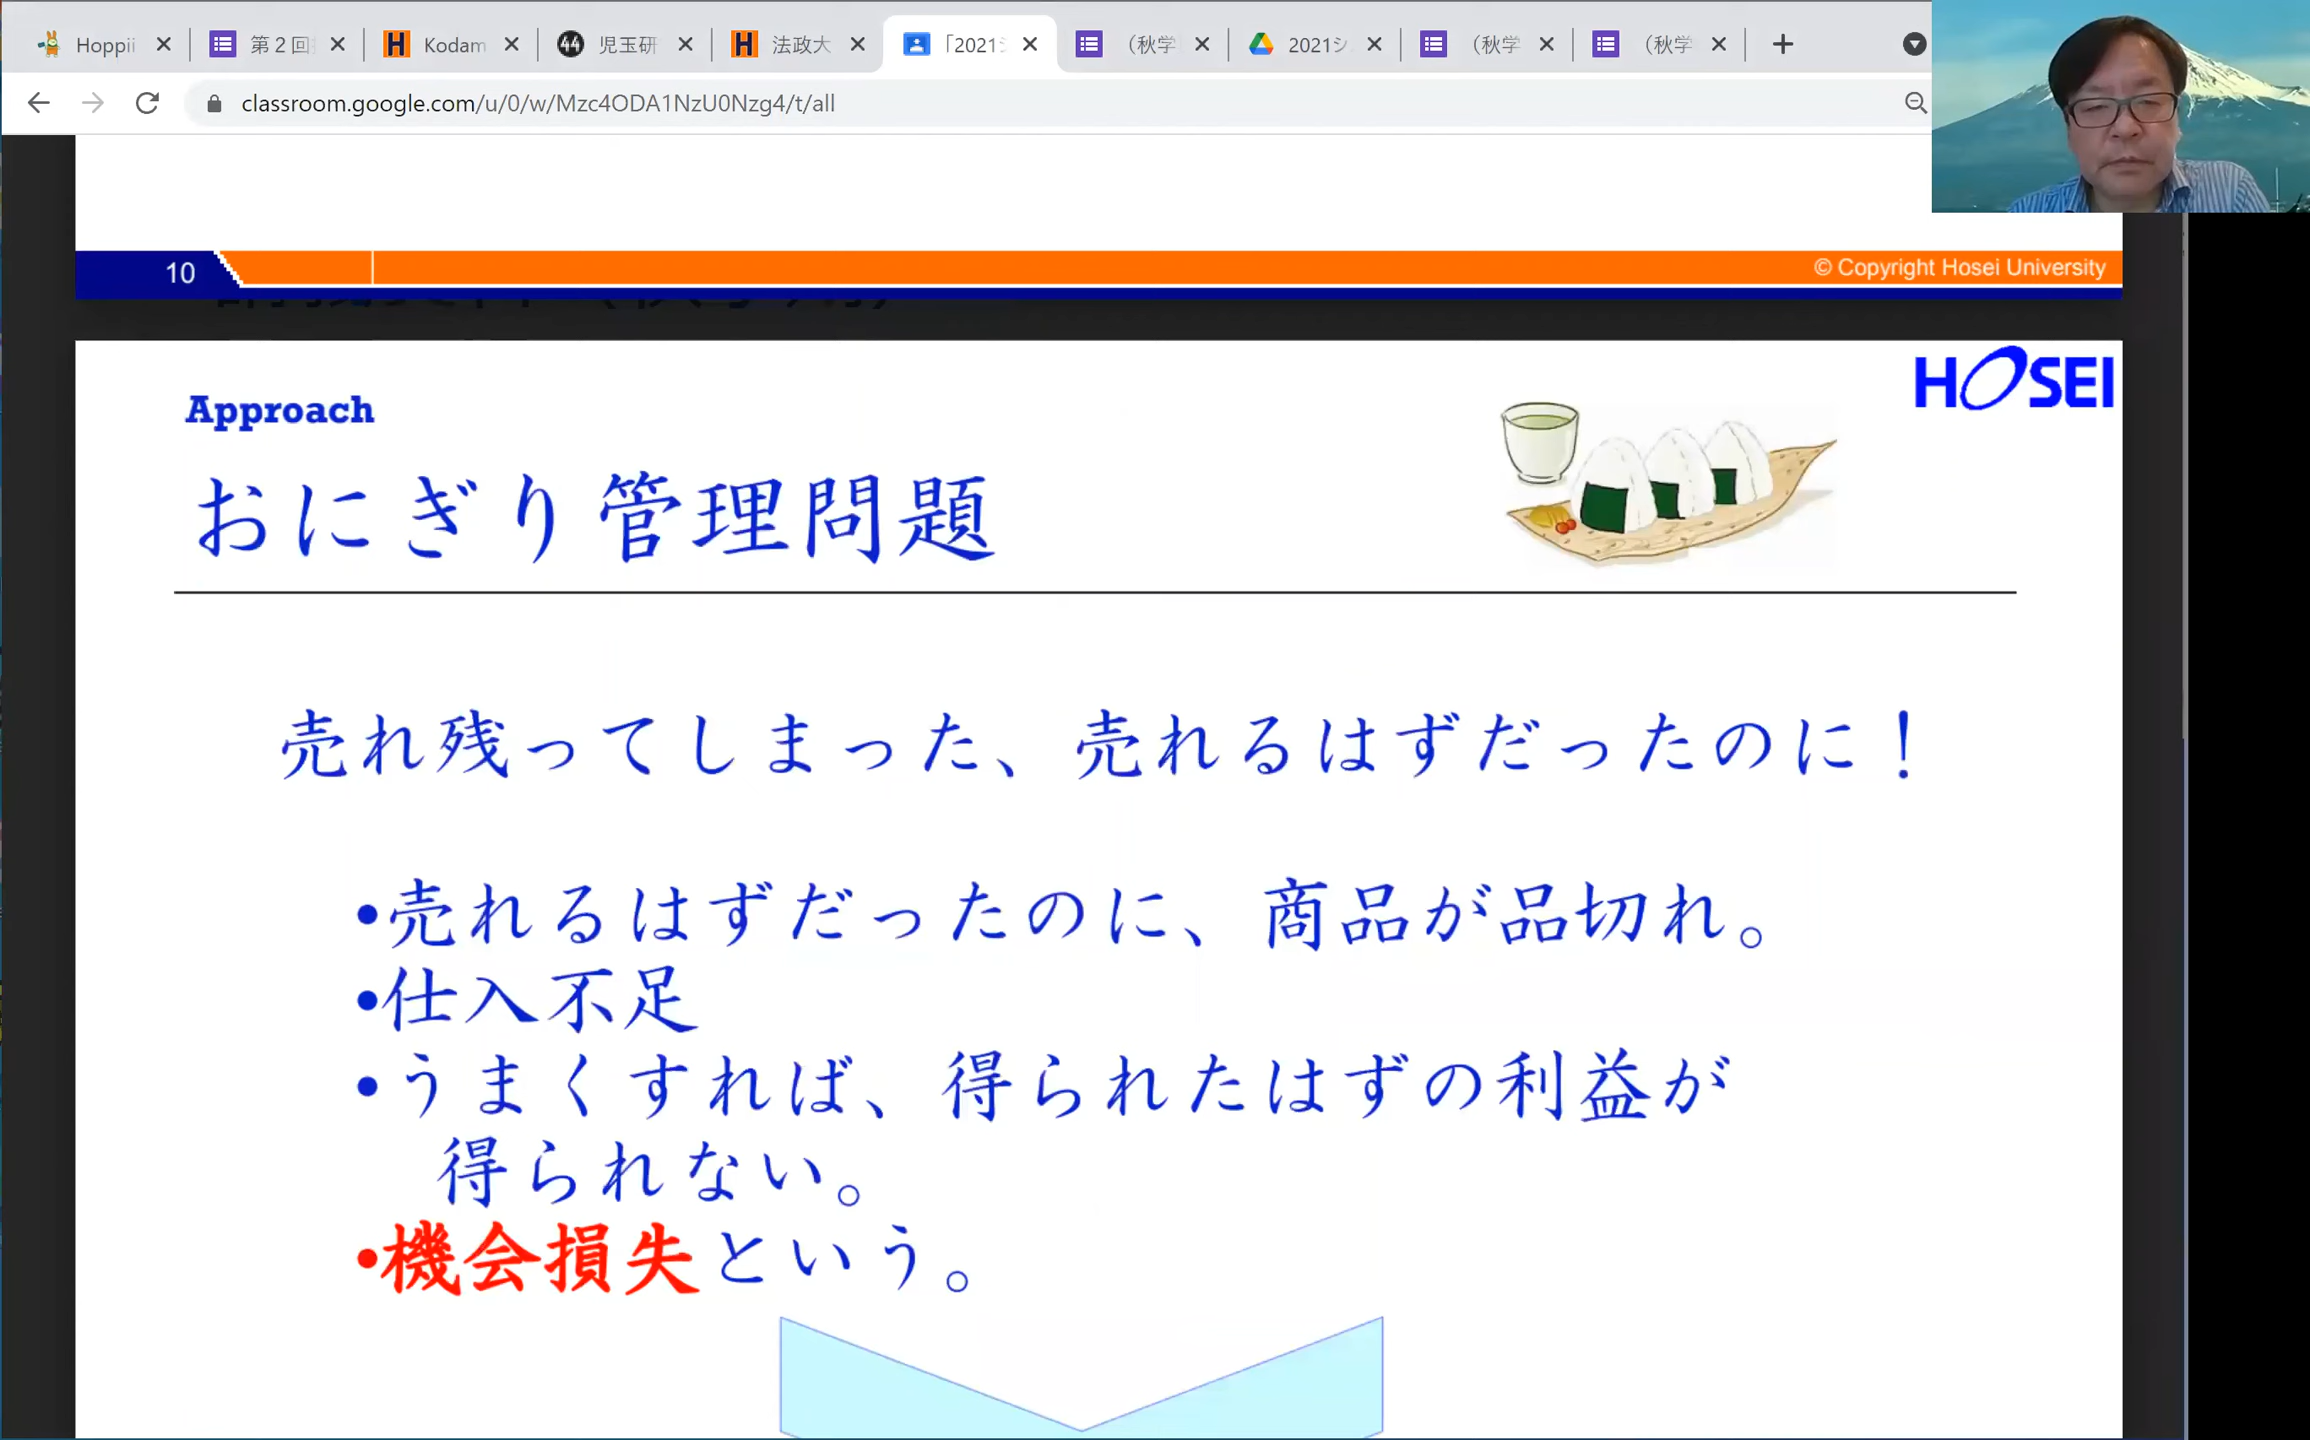 Hoppii
第2回
Kodam
児玉研
法政大
「2021シ
(秋学
2021シ
(秋学
(秋学
classroom.google.com/u/0/w/Mzc4ODA1NzU0Nzg4/t/all
10
© Copyright Hosei University
Approach
HOSEI
おにぎり管理問題
売れ残ってしまった、売れるはずだったのに！
•売れるはずだったのに、商品が品切れ。
•仕入不足
•うまくすれば、得られたはずの利益が
得られない。
•機会損失という。